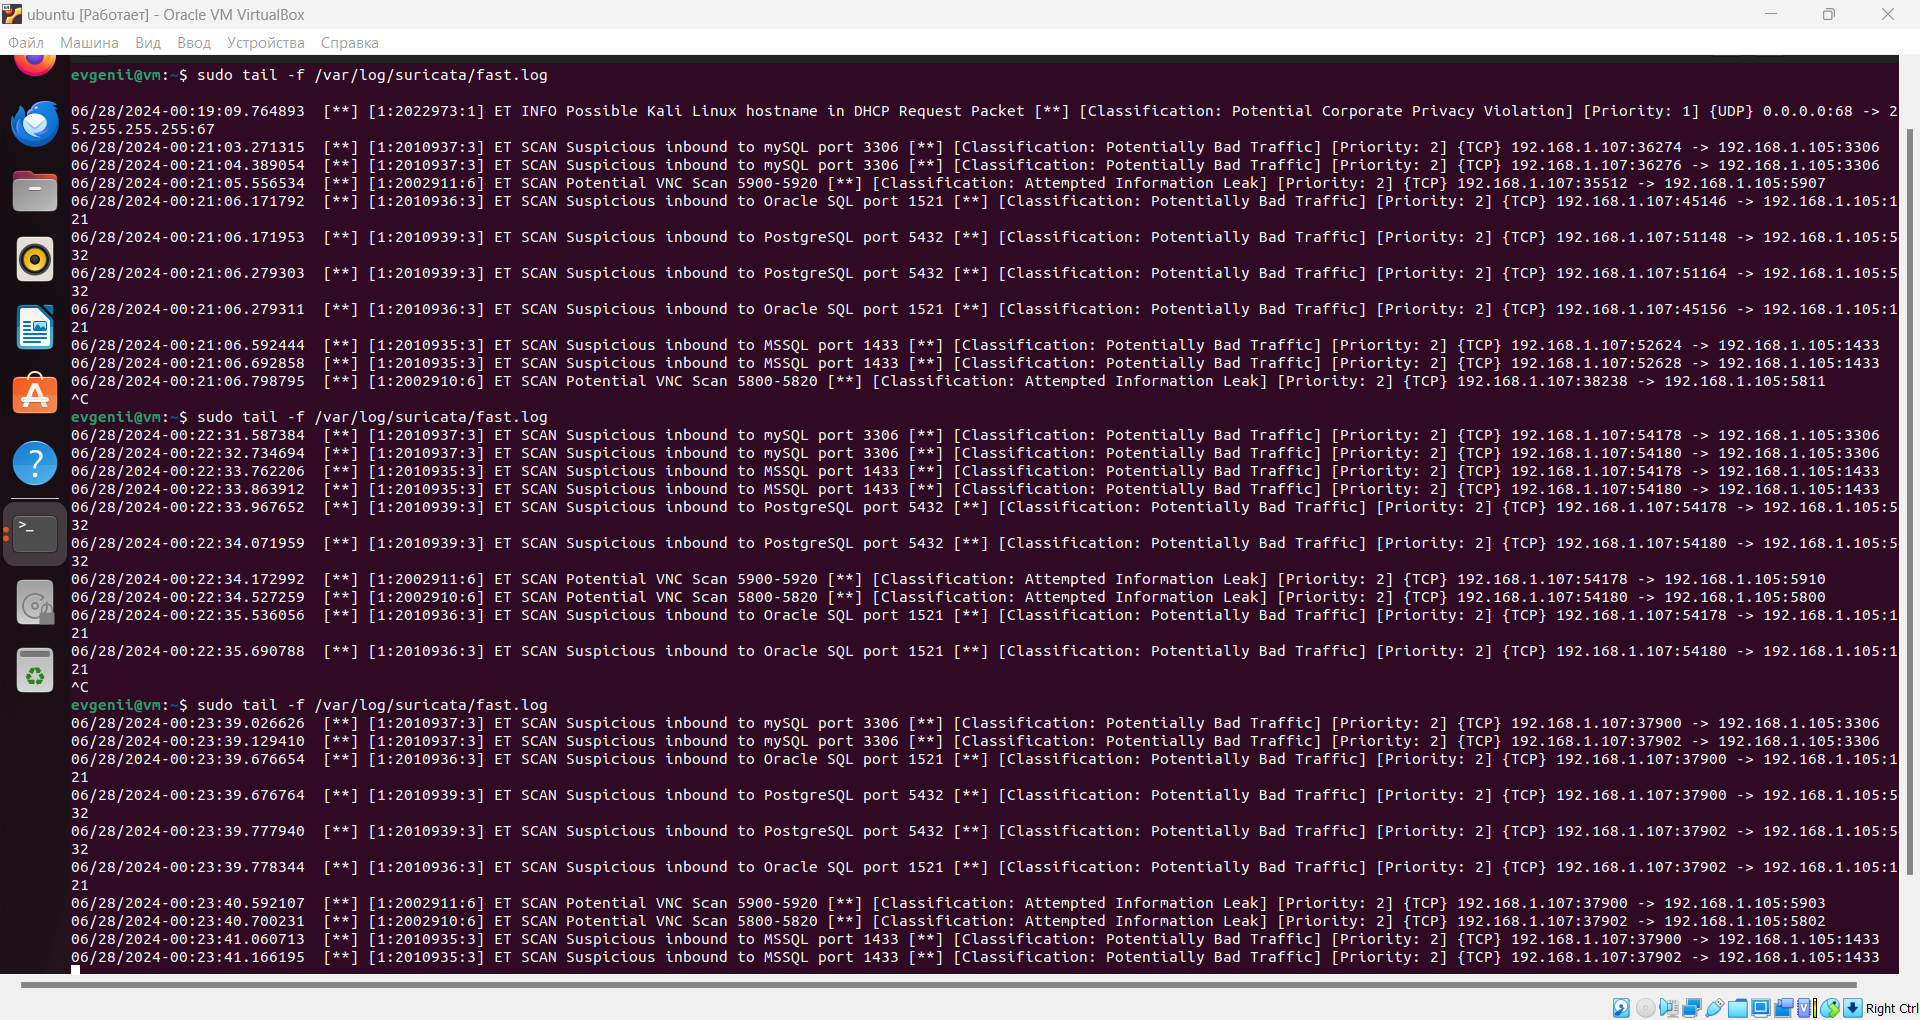 ubuntu [Работает] - Oracle VM VirtualBox
Файл Машина Вид Ввод Устройства Справка
evgenii@vm:~$ sudo tail -f /var/log/suricata/fast.log
06/28/2024-00:19:09.764893  [**] [1:2022973:1] ET INFO Possible Kali Linux hostname in DHCP Request Packet [**] [Classification: Potential Corporate Privacy Violation] [Priority: 1] {UDP} 0.0.0.0:68 -> 2
5.255.255.255:67
06/28/2024-00:21:03.271315  [**] [1:2010937:3] ET SCAN Suspicious inbound to mySQL port 3306 [**] [Classification: Potentially Bad Traffic] [Priority: 2] {TCP} 192.168.1.107:36274 -> 192.168.1.105:3306
06/28/2024-00:21:04.389054  [**] [1:2010937:3] ET SCAN Suspicious inbound to mySQL port 3306 [**] [Classification: Potentially Bad Traffic] [Priority: 2] {TCP} 192.168.1.107:36276 -> 192.168.1.105:3306
06/28/2024-00:21:05.556534  [**] [1:2002911:6] ET SCAN Potential VNC Scan 5900-5920 [**] [Classification: Attempted Information Leak] [Priority: 2] {TCP} 192.168.1.107:35512 -> 192.168.1.105:5907
06/28/2024-00:21:06.171792  [**] [1:2010936:3] ET SCAN Suspicious inbound to Oracle SQL port 1521 [**] [Classification: Potentially Bad Traffic] [Priority: 2] {TCP} 192.168.1.107:45146 -> 192.168.1.105:1
21
06/28/2024-00:21:06.171953  [**] [1:2010939:3] ET SCAN Suspicious inbound to PostgreSQL port 5432 [**] [Classification: Potentially Bad Traffic] [Priority: 2] {TCP} 192.168.1.107:51148 -> 192.168.1.105:5
32
06/28/2024-00:21:06.279303  [**] [1:2010939:3] ET SCAN Suspicious inbound to PostgreSQL port 5432 [**] [Classification: Potentially Bad Traffic] [Priority: 2] {TCP} 192.168.1.107:51164 -> 192.168.1.105:5
32
06/28/2024-00:21:06.279311  [**] [1:2010936:3] ET SCAN Suspicious inbound to Oracle SQL port 1521 [**] [Classification: Potentially Bad Traffic] [Priority: 2] {TCP} 192.168.1.107:45156 -> 192.168.1.105:1
21
06/28/2024-00:21:06.592444  [**] [1:2010935:3] ET SCAN Suspicious inbound to MSSQL port 1433 [**] [Classification: Potentially Bad Traffic] [Priority: 2] {TCP} 192.168.1.107:52624 -> 192.168.1.105:1433
06/28/2024-00:21:06.692858  [**] [1:2010935:3] ET SCAN Suspicious inbound to MSSQL port 1433 [**] [Classification: Potentially Bad Traffic] [Priority: 2] {TCP} 192.168.1.107:52628 -> 192.168.1.105:1433
06/28/2024-00:21:06.798795  [**] [1:2002910:6] ET SCAN Potential VNC Scan 5800-5820 [**] [Classification: Attempted Information Leak] [Priority: 2] {TCP} 192.168.1.107:38238 -> 192.168.1.105:5811
^C
evgenii@vm:~$ sudo tail -f /var/log/suricata/fast.log
06/28/2024-00:22:31.587384  [**] [1:2010937:3] ET SCAN Suspicious inbound to mySQL port 3306 [**] [Classification: Potentially Bad Traffic] [Priority: 2] {TCP} 192.168.1.107:54178 -> 192.168.1.105:3306
06/28/2024-00:22:32.734694  [**] [1:2010937:3] ET SCAN Suspicious inbound to mySQL port 3306 [**] [Classification: Potentially Bad Traffic] [Priority: 2] {TCP} 192.168.1.107:54180 -> 192.168.1.105:3306
06/28/2024-00:22:33.762206  [**] [1:2010935:3] ET SCAN Suspicious inbound to MSSQL port 1433 [**] [Classification: Potentially Bad Traffic] [Priority: 2] {TCP} 192.168.1.107:54178 -> 192.168.1.105:1433
06/28/2024-00:22:33.863912  [**] [1:2010935:3] ET SCAN Suspicious inbound to MSSQL port 1433 [**] [Classification: Potentially Bad Traffic] [Priority: 2] {TCP} 192.168.1.107:54180 -> 192.168.1.105:1433
06/28/2024-00:22:33.967652  [**] [1:2010939:3] ET SCAN Suspicious inbound to PostgreSQL port 5432 [**] [Classification: Potentially Bad Traffic] [Priority: 2] {TCP} 192.168.1.107:54178 -> 192.168.1.105:5
32
06/28/2024-00:22:34.071959  [**] [1:2010939:3] ET SCAN Suspicious inbound to PostgreSQL port 5432 [**] [Classification: Potentially Bad Traffic] [Priority: 2] {TCP} 192.168.1.107:54180 -> 192.168.1.105:5
32
06/28/2024-00:22:34.172992  [**] [1:2002911:6] ET SCAN Potential VNC Scan 5900-5920 [**] [Classification: Attempted Information Leak] [Priority: 2] {TCP} 192.168.1.107:54178 -> 192.168.1.105:5910
06/28/2024-00:22:34.527259  [**] [1:2002910:6] ET SCAN Potential VNC Scan 5800-5820 [**] [Classification: Attempted Information Leak] [Priority: 2] {TCP} 192.168.1.107:54180 -> 192.168.1.105:5800
06/28/2024-00:22:35.536056  [**] [1:2010936:3] ET SCAN Suspicious inbound to Oracle SQL port 1521 [**] [Classification: Potentially Bad Traffic] [Priority: 2] {TCP} 192.168.1.107:54178 -> 192.168.1.105:1
21
06/28/2024-00:22:35.690788  [**] [1:2010936:3] ET SCAN Suspicious inbound to Oracle SQL port 1521 [**] [Classification: Potentially Bad Traffic] [Priority: 2] {TCP} 192.168.1.107:54180 -> 192.168.1.105:1
21
^C
evgenii@vm:~$ sudo tail -f /var/log/suricata/fast.log
06/28/2024-00:23:39.026626  [**] [1:2010937:3] ET SCAN Suspicious inbound to mySQL port 3306 [**] [Classification: Potentially Bad Traffic] [Priority: 2] {TCP} 192.168.1.107:37900 -> 192.168.1.105:3306
06/28/2024-00:23:39.129410  [**] [1:2010937:3] ET SCAN Suspicious inbound to mySQL port 3306 [**] [Classification: Potentially Bad Traffic] [Priority: 2] {TCP} 192.168.1.107:37902 -> 192.168.1.105:3306
06/28/2024-00:23:39.676654  [**] [1:2010936:3] ET SCAN Suspicious inbound to Oracle SQL port 1521 [**] [Classification: Potentially Bad Traffic] [Priority: 2] {TCP} 192.168.1.107:37900 -> 192.168.1.105:1
21
06/28/2024-00:23:39.676764  [**] [1:2010939:3] ET SCAN Suspicious inbound to PostgreSQL port 5432 [**] [Classification: Potentially Bad Traffic] [Priority: 2] {TCP} 192.168.1.107:37900 -> 192.168.1.105:5
32
06/28/2024-00:23:39.777940  [**] [1:2010939:3] ET SCAN Suspicious inbound to PostgreSQL port 5432 [**] [Classification: Potentially Bad Traffic] [Priority: 2] {TCP} 192.168.1.107:37902 -> 192.168.1.105:5
32
06/28/2024-00:23:39.778344  [**] [1:2010936:3] ET SCAN Suspicious inbound to Oracle SQL port 1521 [**] [Classification: Potentially Bad Traffic] [Priority: 2] {TCP} 192.168.1.107:37902 -> 192.168.1.105:1
21
06/28/2024-00:23:40.592107  [**] [1:2002911:6] ET SCAN Potential VNC Scan 5900-5920 [**] [Classification: Attempted Information Leak] [Priority: 2] {TCP} 192.168.1.107:37900 -> 192.168.1.105:5903
06/28/2024-00:23:40.700231  [**] [1:2002910:6] ET SCAN Potential VNC Scan 5800-5820 [**] [Classification: Attempted Information Leak] [Priority: 2] {TCP} 192.168.1.107:37902 -> 192.168.1.105:5802
06/28/2024-00:23:41.060713  [**] [1:2010935:3] ET SCAN Suspicious inbound to MSSQL port 1433 [**] [Classification: Potentially Bad Traffic] [Priority: 2] {TCP} 192.168.1.107:37900 -> 192.168.1.105:1433
06/28/2024-00:23:41.166195  [**] [1:2010935:3] ET SCAN Suspicious inbound to MSSQL port 1433 [**] [Classification: Potentially Bad Traffic] [Priority: 2] {TCP} 192.168.1.107:37902 -> 192.168.1.105:1433
Right Ctrl